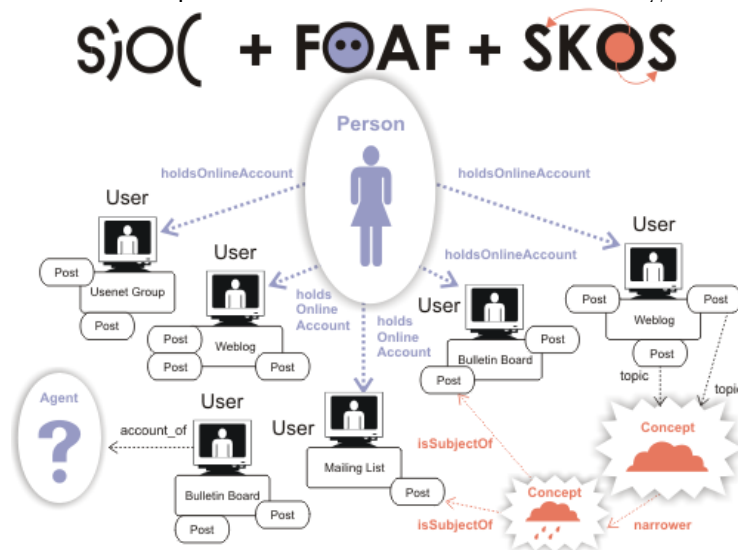 SIOC + FOAF + SKOS
Person
holdsOnlineAccount
holdsOnlineAccount
User
User
User
holdsOnlineAccount
Post
Usenet Group
Post
User
holds
Online
Account
holds
Online
Account
Post
Weblog
Post
Post
User
Post
Bulletin Board
Post
Post
Weblog
Post
Post
topic
topic
Agent
account_of
User
Bulletin Board
Post
Post
User
Mailing List
Post
isSubjectOf
isSubjectOf
Concept
Concept
narrower